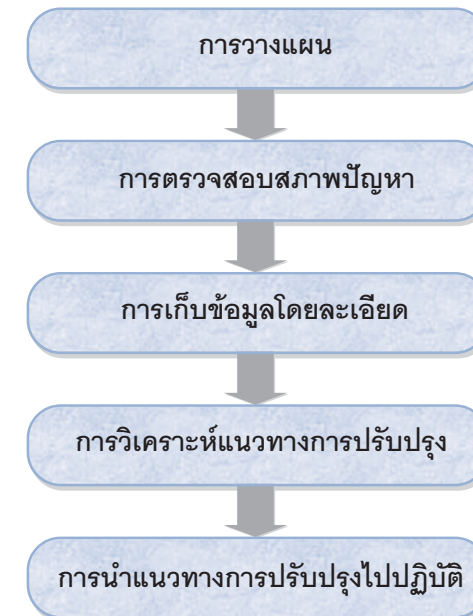 การวางแผน
การตรวจสอบสภาพปัญหา
การเก็บข้อมูลโดยละเอียด
การวิเคราะห์แนวทางการปรับปรุง
การนำแนวทางการปรับปรุงไปปฏิบัติ